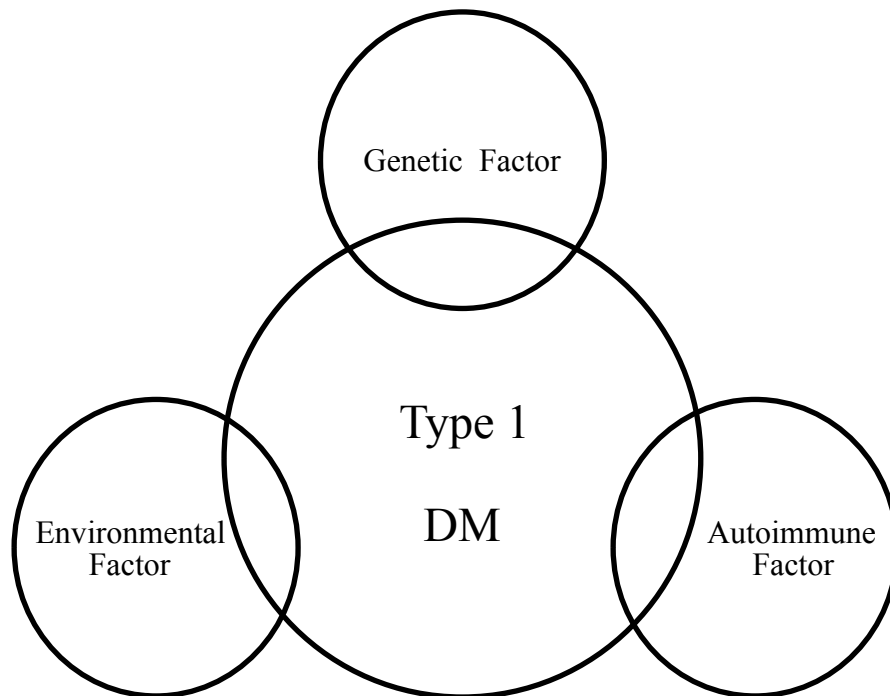 Genetic Factor
Type 1
DM
Environmental
Factor
Autoimmune
Factor